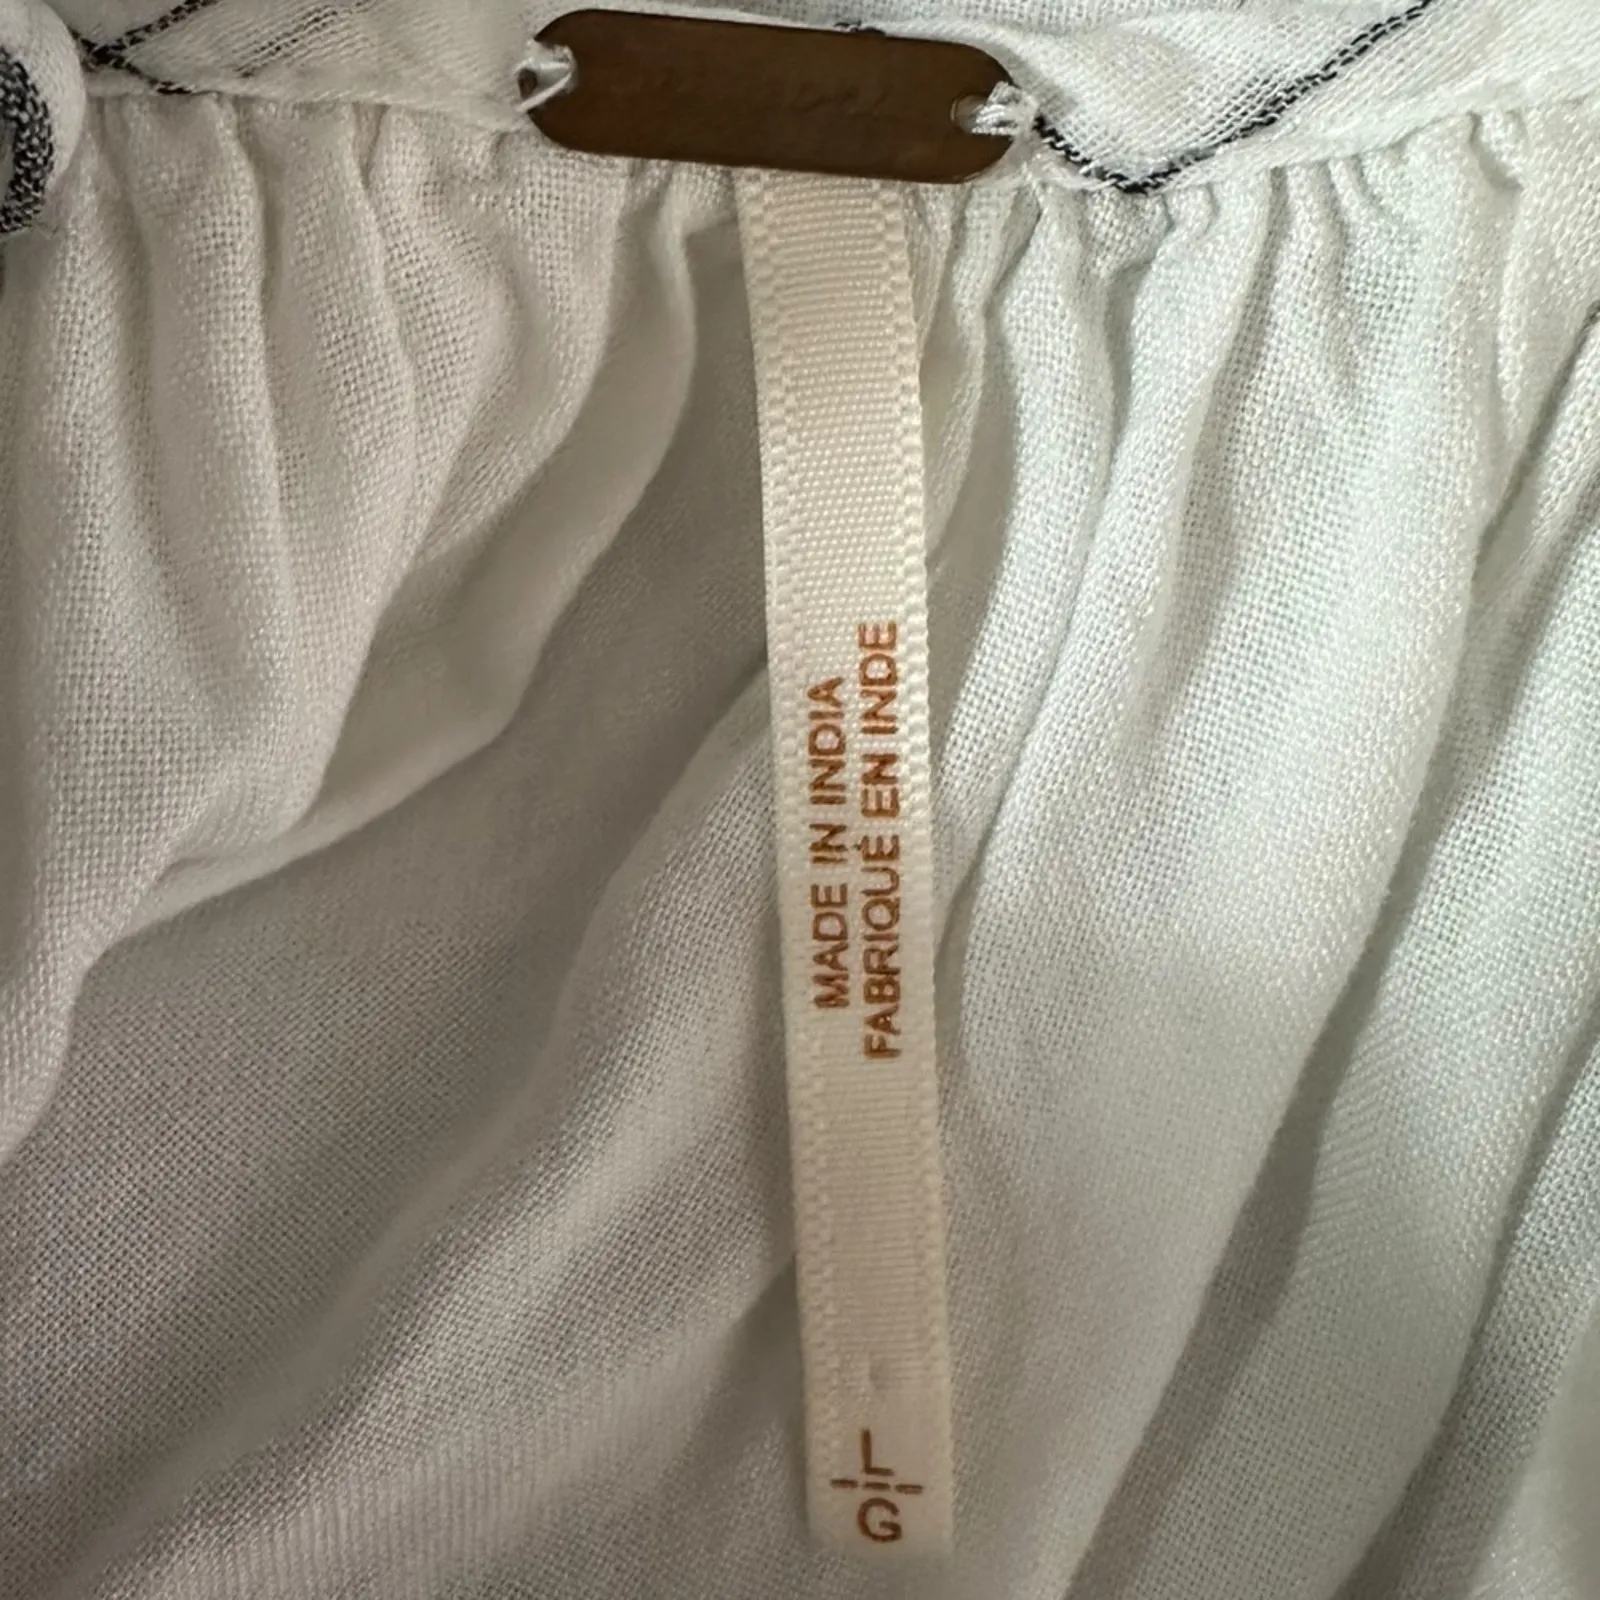 MADE IN INDIA
FABRIQUÉ EN INDE
G L